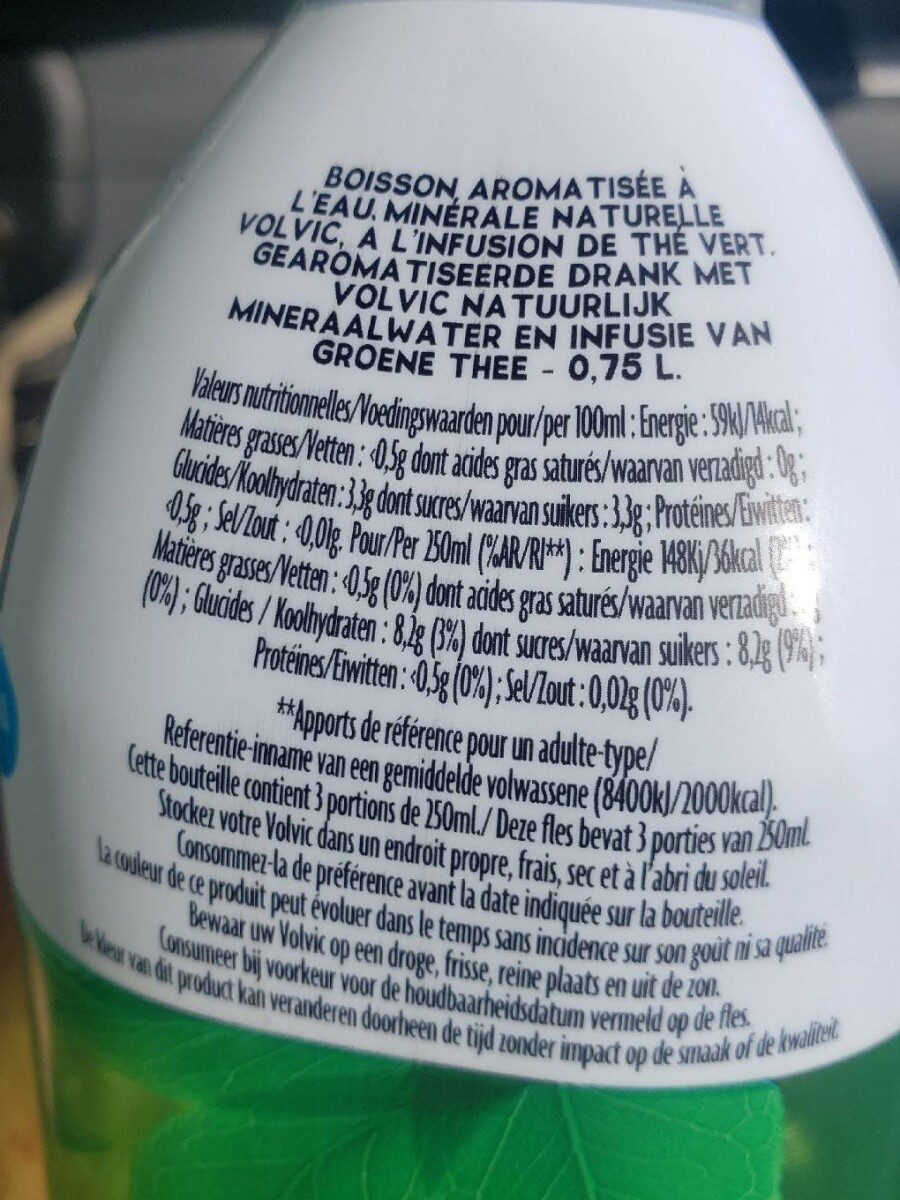 BOISSON AROMATISÉE À
L'EAU MINÉRALE NATURELLE
VOLVIC, A L'INFUSION DE THÉ VERT.
GEAROMATISEERDE DRANK MET
VOLVIC NATUURLIJK
MINERAALWATER EN INFUSIE VAN
GROENE THEE - 0,75 L.
Valeurs nutritionnelles/Voedingswaarden pour/per 100ml : Energie : 59kJ/14kcal ;
Matières grasses/Vetten : <0,5g dont acides gras saturés/waarvan verzadigd : 0g ;
Glucides/Koolhydraten : 3,3g dont sucres/waarvan suikers : 3,3g ; Protéines/Eiwitten :
<0,5g ; Sel/Zout : <0,01g. Pour/Per 250ml (%AR/RI**) : Energie 148Kj/36kcal
Matières grasses/Vetten : <0,5g (0%) dont acides gras saturés/waarvan verzadigd
(0%) ; Glucides / Koolhydraten : 8,2g (3%) dont sucres/waarvan suikers : 8,2g (9%) ;
Protéines/Eiwitten : <0,5g (0%) ; Sel/Zout : 0,02g (0%).
**Apports de référence pour un adulte-type/
Referentie-inname van een gemiddelde volwassene (8400kJ/2000kcal).
Cette bouteille contient 3 portions de 250ml./ Deze fles bevat 3 porties van 250ml.
Stockez votre Volvic dans un endroit propre, frais, sec et à l'abri du soleil.
Consommez-la de préférence avant la date indiquée sur la bouteille.
La couleur de ce produit peut évoluer dans le temps sans incidence sur son goût ni sa qualité.
Bewaar uw Volvic op een droge, frisse, reine plaats en uit de zon.
Consumeer bij voorkeur voor de houdbaarheidsdatum vermeld op de fles.
De kleur van dit product kan veranderen doorheen de tijd zonder impact op de smaak of de kwaliteit.